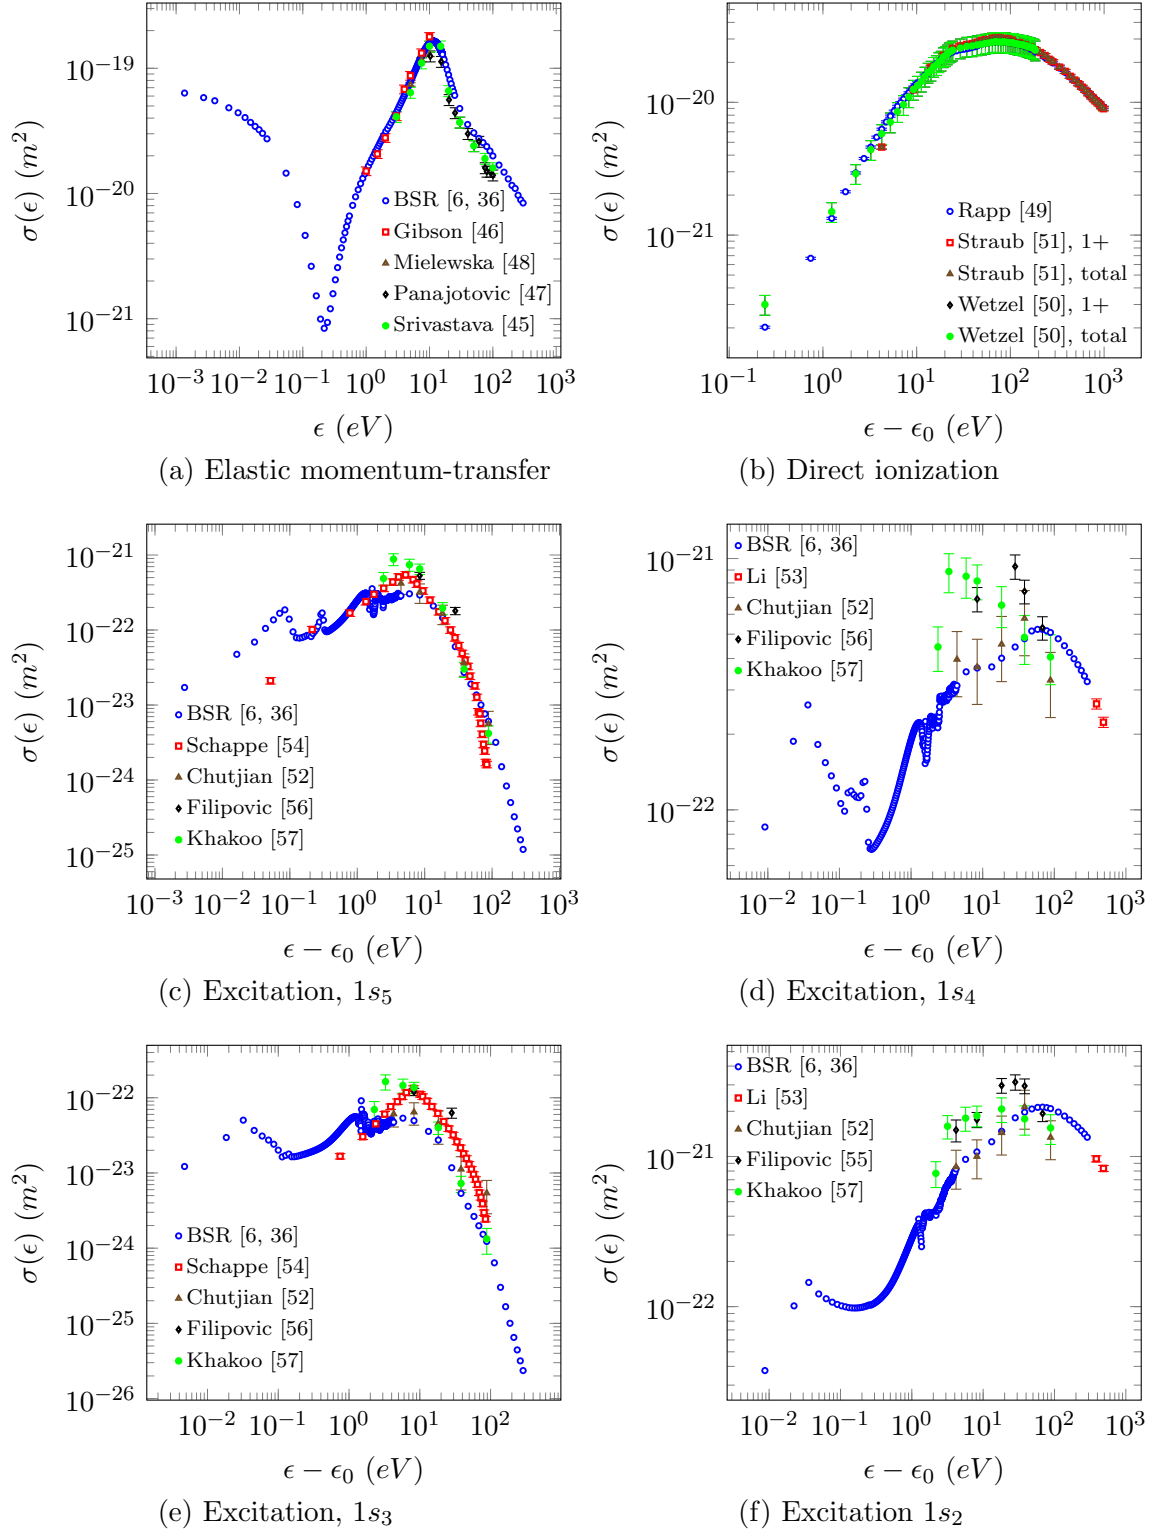 10^{-19}
10^{-20}
10^{-21}
σ(ϵ) (m^2)
BSR [6, 36]
Gibson [46]
Mielewska [48]
Panajotovic [47]
Srivastava [45]
10^{-3} 10^{-2} 10^{-1} 10^0 10^1 10^2 10^3
ϵ (eV)
(a) Elastic momentum-transfer
10^{-20}
10^{-21}
σ(ϵ) (m^2)
Rapp [49]
Straub [51], 1+
Straub [51], total
Wetzel [50], 1+
Wetzel [50], total
10^{-1} 10^0 10^1 10^2 10^3
ϵ − ϵ_0 (eV)
(b) Direct ionization
10^{-21}
10^{-22}
10^{-23}
10^{-24}
10^{-25}
σ(ϵ) (m^2)
BSR [6, 36]
Schappe [54]
Chutjian [52]
Filipovic [56]
Khakoo [57]
10^{-3} 10^{-2} 10^{-1} 10^0 10^1 10^2 10^3
ϵ − ϵ_0 (eV)
(c) Excitation, 1s_5
10^{-21}
10^{-22}
σ(ϵ) (m^2)
BSR [6, 36]
Li [53]
Chutjian [52]
Filipovic [56]
Khakoo [57]
10^{-2} 10^{-1} 10^0 10^1 10^2 10^3
ϵ − ϵ_0 (eV)
(d) Excitation, 1s_4
10^{-22}
10^{-23}
10^{-24}
10^{-25}
10^{-26}
σ(ϵ) (m^2)
BSR [6, 36]
Schappe [54]
Chutjian [52]
Filipovic [56]
Khakoo [57]
10^{-2} 10^{-1} 10^0 10^1 10^2
ϵ − ϵ_0 (eV)
(e) Excitation, 1s_3
10^{-21}
10^{-22}
σ(ϵ) (m^2)
BSR [6, 36]
Li [53]
Chutjian [52]
Filipovic [55]
Khakoo [57]
10^{-2} 10^{-1} 10^0 10^1 10^2 10^3
ϵ − ϵ_0 (eV)
(f) Excitation 1s_2